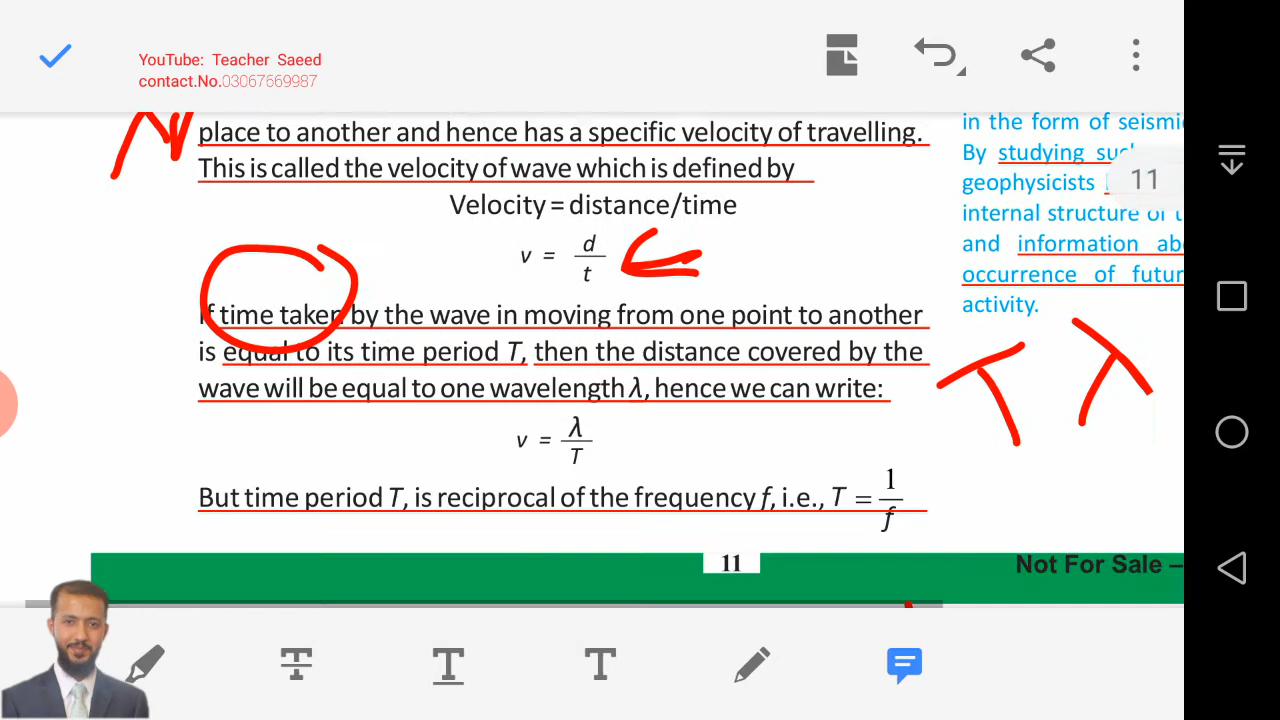 YouTube: Teacher Saeed
contact.No.03067669987
place to another and hence has a specific velocity of travelling.
This is called the velocity of wave which is defined by
Velocity = distance/time
v = d/t
If time taken by the wave in moving from one point to another
is equal to its time period T, then the distance covered by the
wave will be equal to one wavelength λ, hence we can write:
v = λ/T
But time period T, is reciprocal of the frequency f, i.e., T = 1/f
in the form of
By studying
geophysicists
internal structure of
and information
occurrence of
activity.
11
T λ
11
Not For Sale –